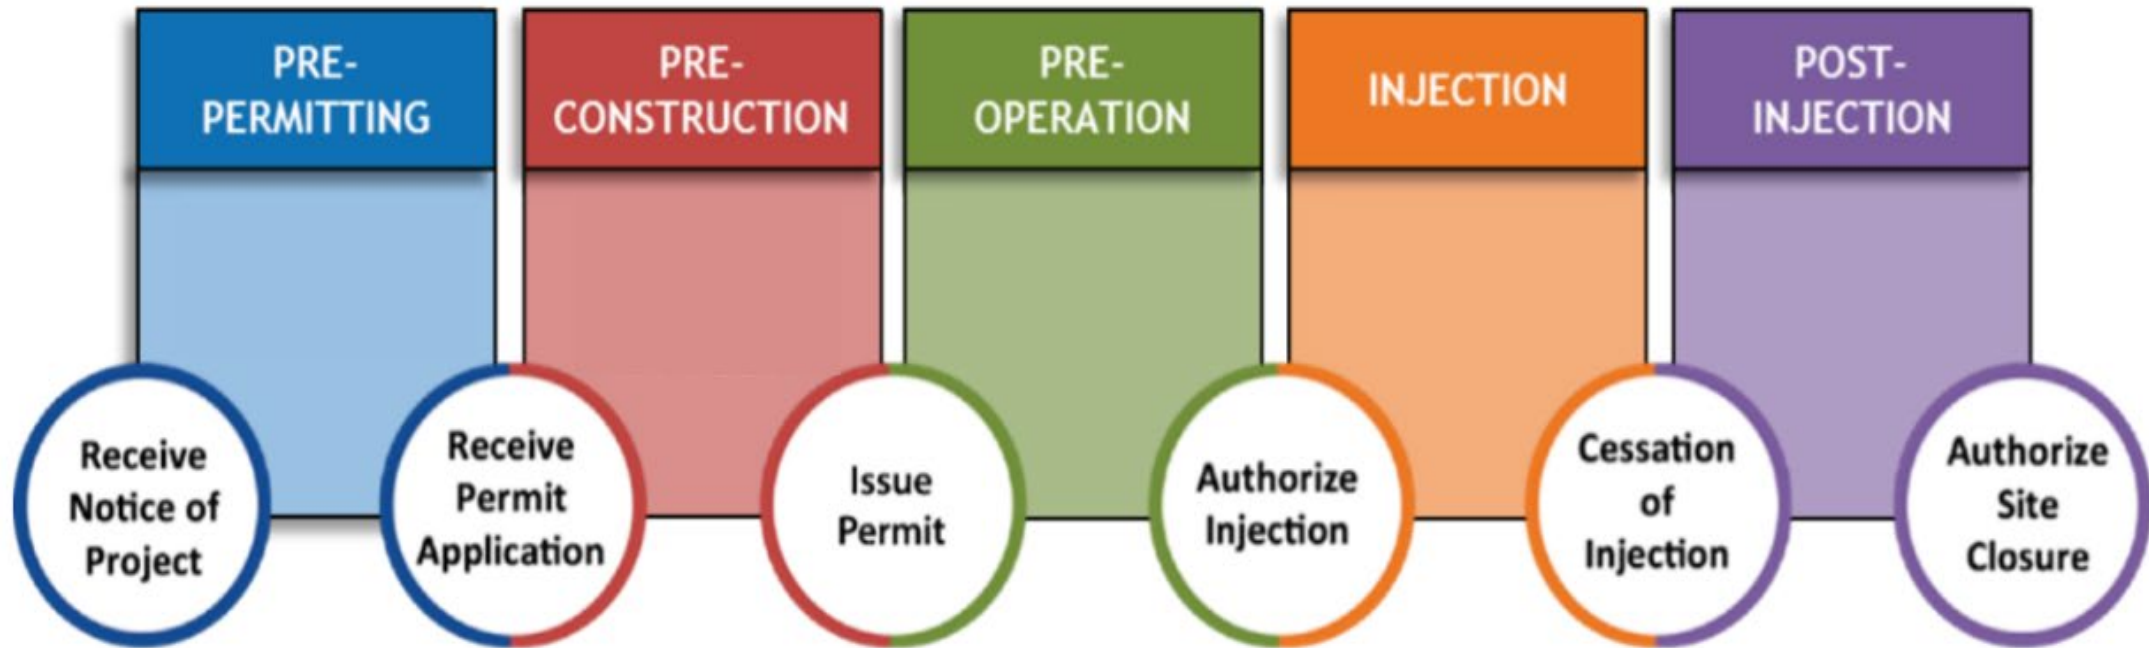 PRE-
PERMITTING
PRE-
CONSTRUCTION
PRE-
OPERATION
INJECTION
POST-
INJECTION
Receive
Notice of
Project
Receive
Permit
Application
Issue
Permit
Authorize
Injection
Cessation
of
Injection
Authorize
Site
Closure